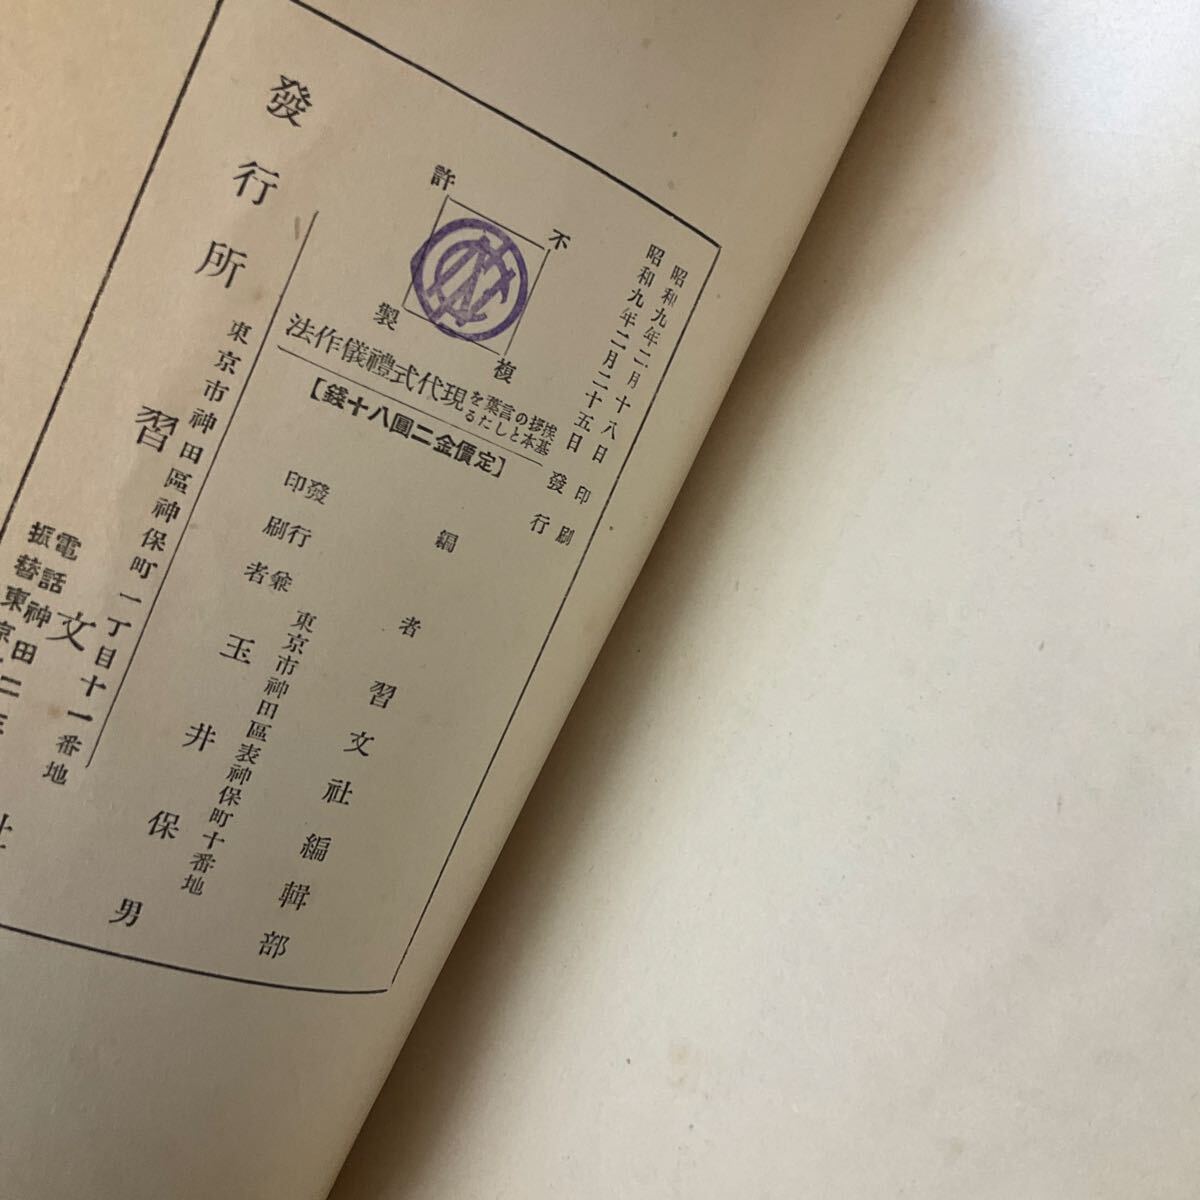 昭和九年二月十八日 印刷
昭和九年二月二十五日 發行
不許複製
挨拶の言葉を基本としたる現代式禮儀作法
【定價金二圓八十錢】
編者 習文社編輯部
東京市神田區表神保町十番地
發行兼印刷者 玉井保男
東京市神田區神保町一丁目十一番地
發行所 習文社
電話神田
振替東京二